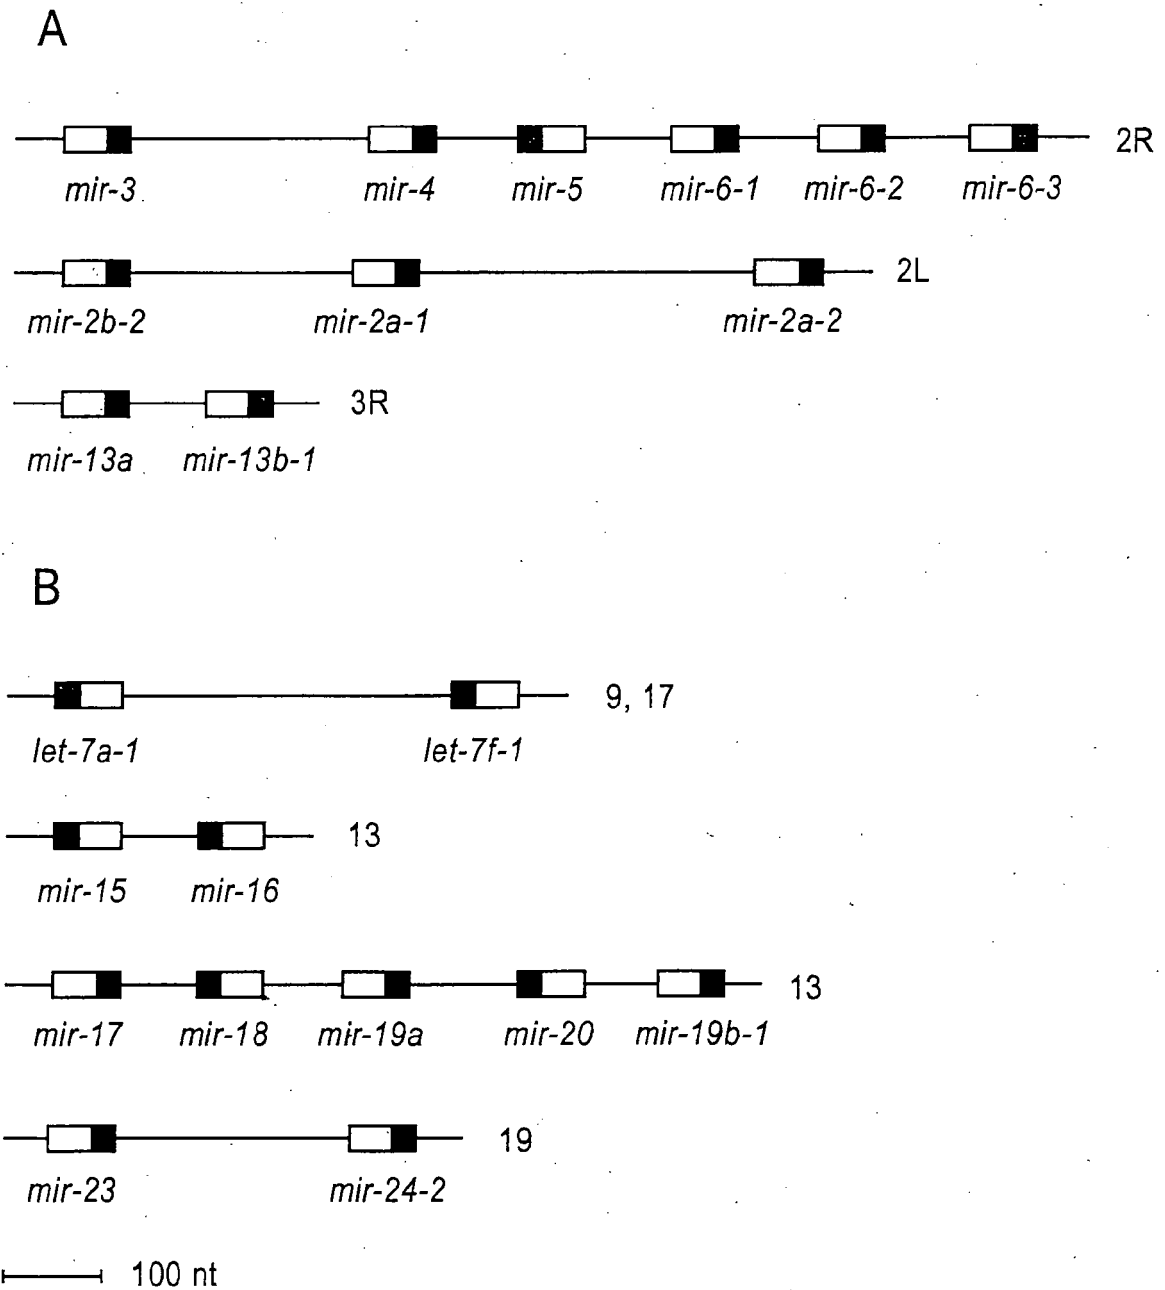 A
2R
mir-3 mir-4 mir-5 mir-6-1 mir-6-2 mir-6-3
2L
mir-2b-2 mir-2a-1 mir-2a-2
3R
mir-13a mir-13b-1
B
9, 17
let-7a-1 let-7f-1
13
mir-15 mir-16
13
mir-17 mir-18 mir-19a mir-20 mir-19b-1
19
mir-23 mir-24-2
100 nt